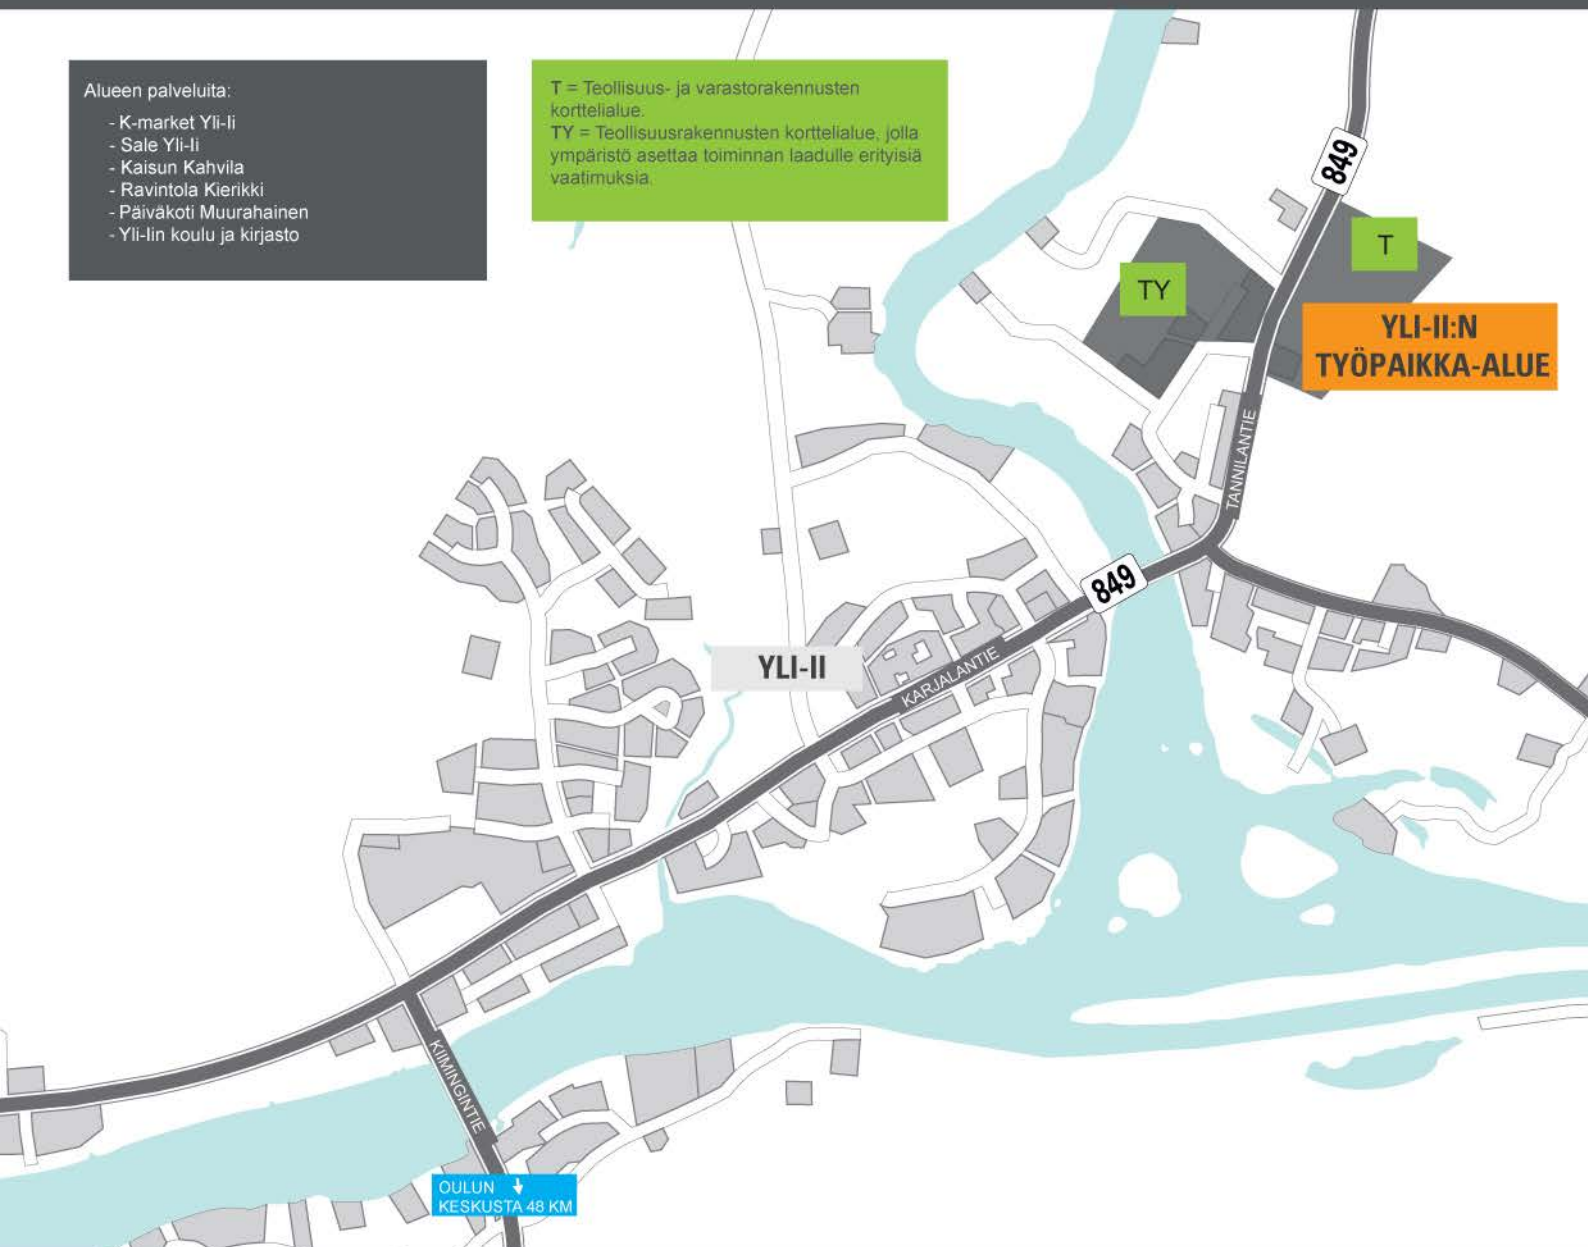 Alueen palveluita:
- K-market Yli-Ii
- Sale Yli-Ii
- Kaisun Kahvila
- Ravintola Kierikki
- Päiväkoti Muurahainen
- Yli-Iin koulu ja kirjasto
T = Teollisuus- ja varastorakennusten
korttelialue.
TY = Teollisuusrakennusten korttelialue, jolla
ympäristö asettaa toiminnan laadulle erityisiä
vaatimuksia.
849
T
TY
YLI-II:N
TYÖPAIKKA-ALUE
TANNILANTIE
849
YLI-II
KARJALANTIE
KIIMINGINTIE
OULUN ↓
KESKUSTA 48 KM